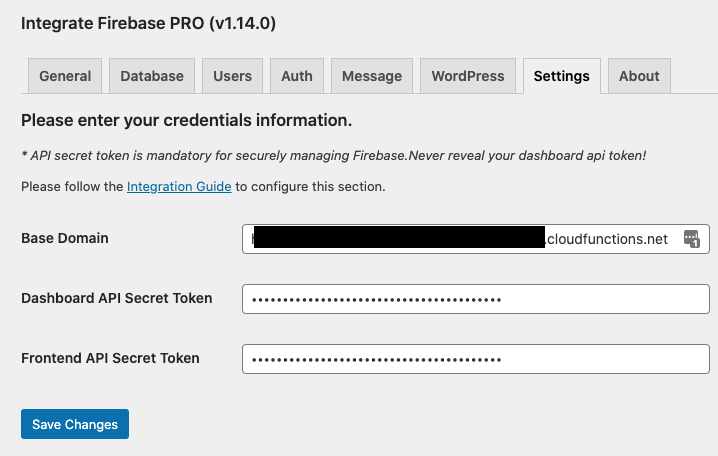 Integrate Firebase PRO (v1.14.0)
General Database Users Auth Message WordPress Settings About
Please enter your credentials information.
* API secret token is mandatory for securely managing Firebase.Never reveal your dashboard api token!
Please follow the Integration Guide to configure this section.
Base Domain .cloudfunctions.net 1
Dashboard API Secret Token ••••••••••••••••••••••••••••••••••••••••
Frontend API Secret Token ••••••••••••••••••••••••••••••••••••••••
Save Changes